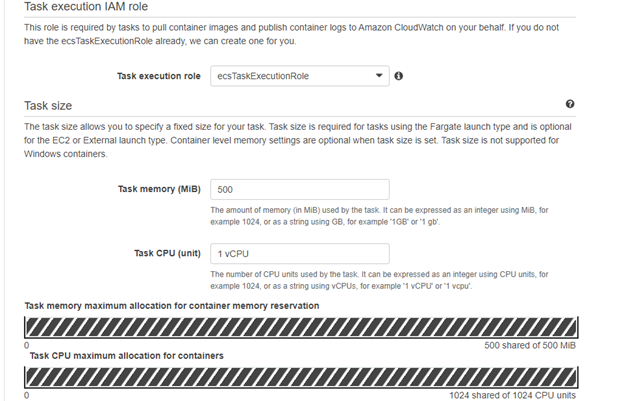 Task execution IAM role
This role is required by tasks to pull container images and publish container logs to Amazon CloudWatch on your behalf. If you do not
have the ecsTaskExecutionRole already, we can create one for you.
Task execution role ecsTaskExecutionRole
Task size
The task size allows you to specify a fixed size for your task. Task size is required for tasks using the Fargate launch type and is optional
for the EC2 or External launch type. Container level memory settings are optional when task size is set. Task size is not supported for
Windows containers.
Task memory (MiB) 500
The amount of memory (in MiB) used by the task. It can be expressed as an integer using MiB, for
example 1024, or as a string using GB, for example '1GB' or '1 gb'.
Task CPU (unit) 1 vCPU
The number of CPU units used by the task. It can be expressed as an integer using CPU units, for
example 1024, or as a string using vCPUs, for example '1 vCPU' or '1 vcpu'.
Task memory maximum allocation for container memory reservation
0 500 shared of 500 MiB
Task CPU maximum allocation for containers
0 1024 shared of 1024 CPU units